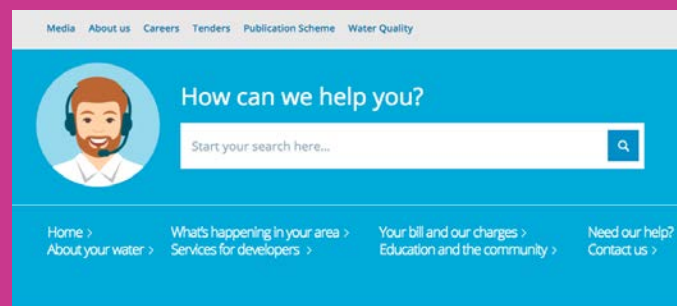 Media About us Careers Tenders Publication Scheme Water Quality
How can we help you?
Start your search here...
Home > What's happening in your area > Your bill and our charges > Need our help?
About your water > Services for developers > Education and the community > Contact us >